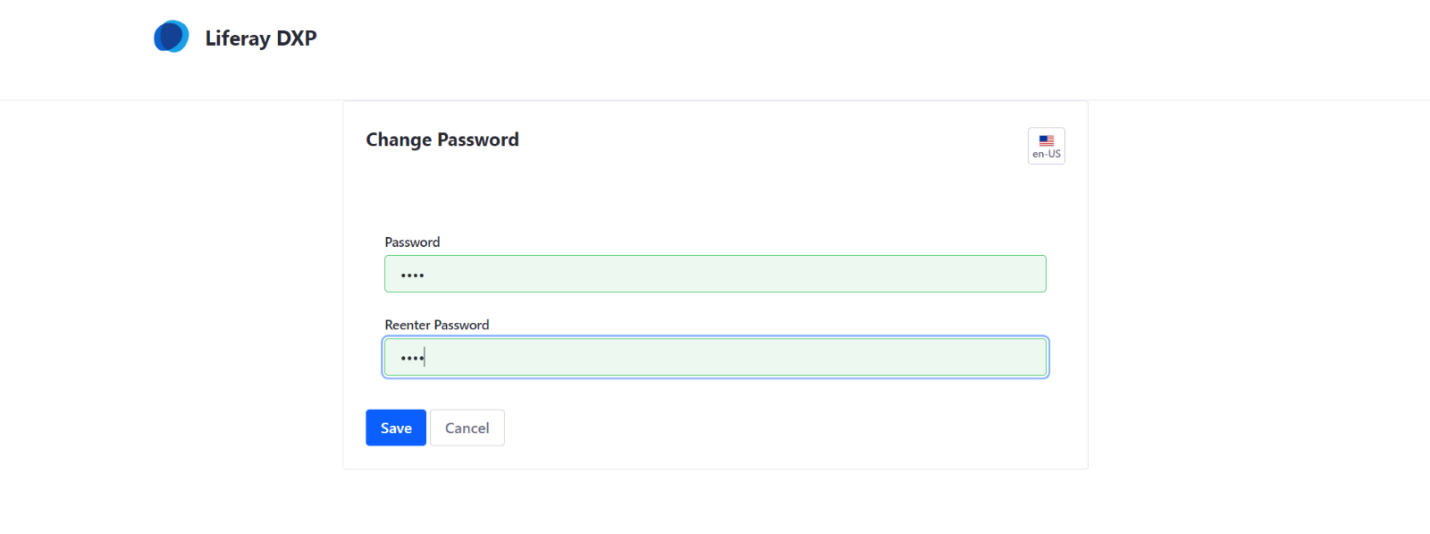 Liferay DXP
Change Password
en-US
Password
••••
Reenter Password
••••
Save Cancel